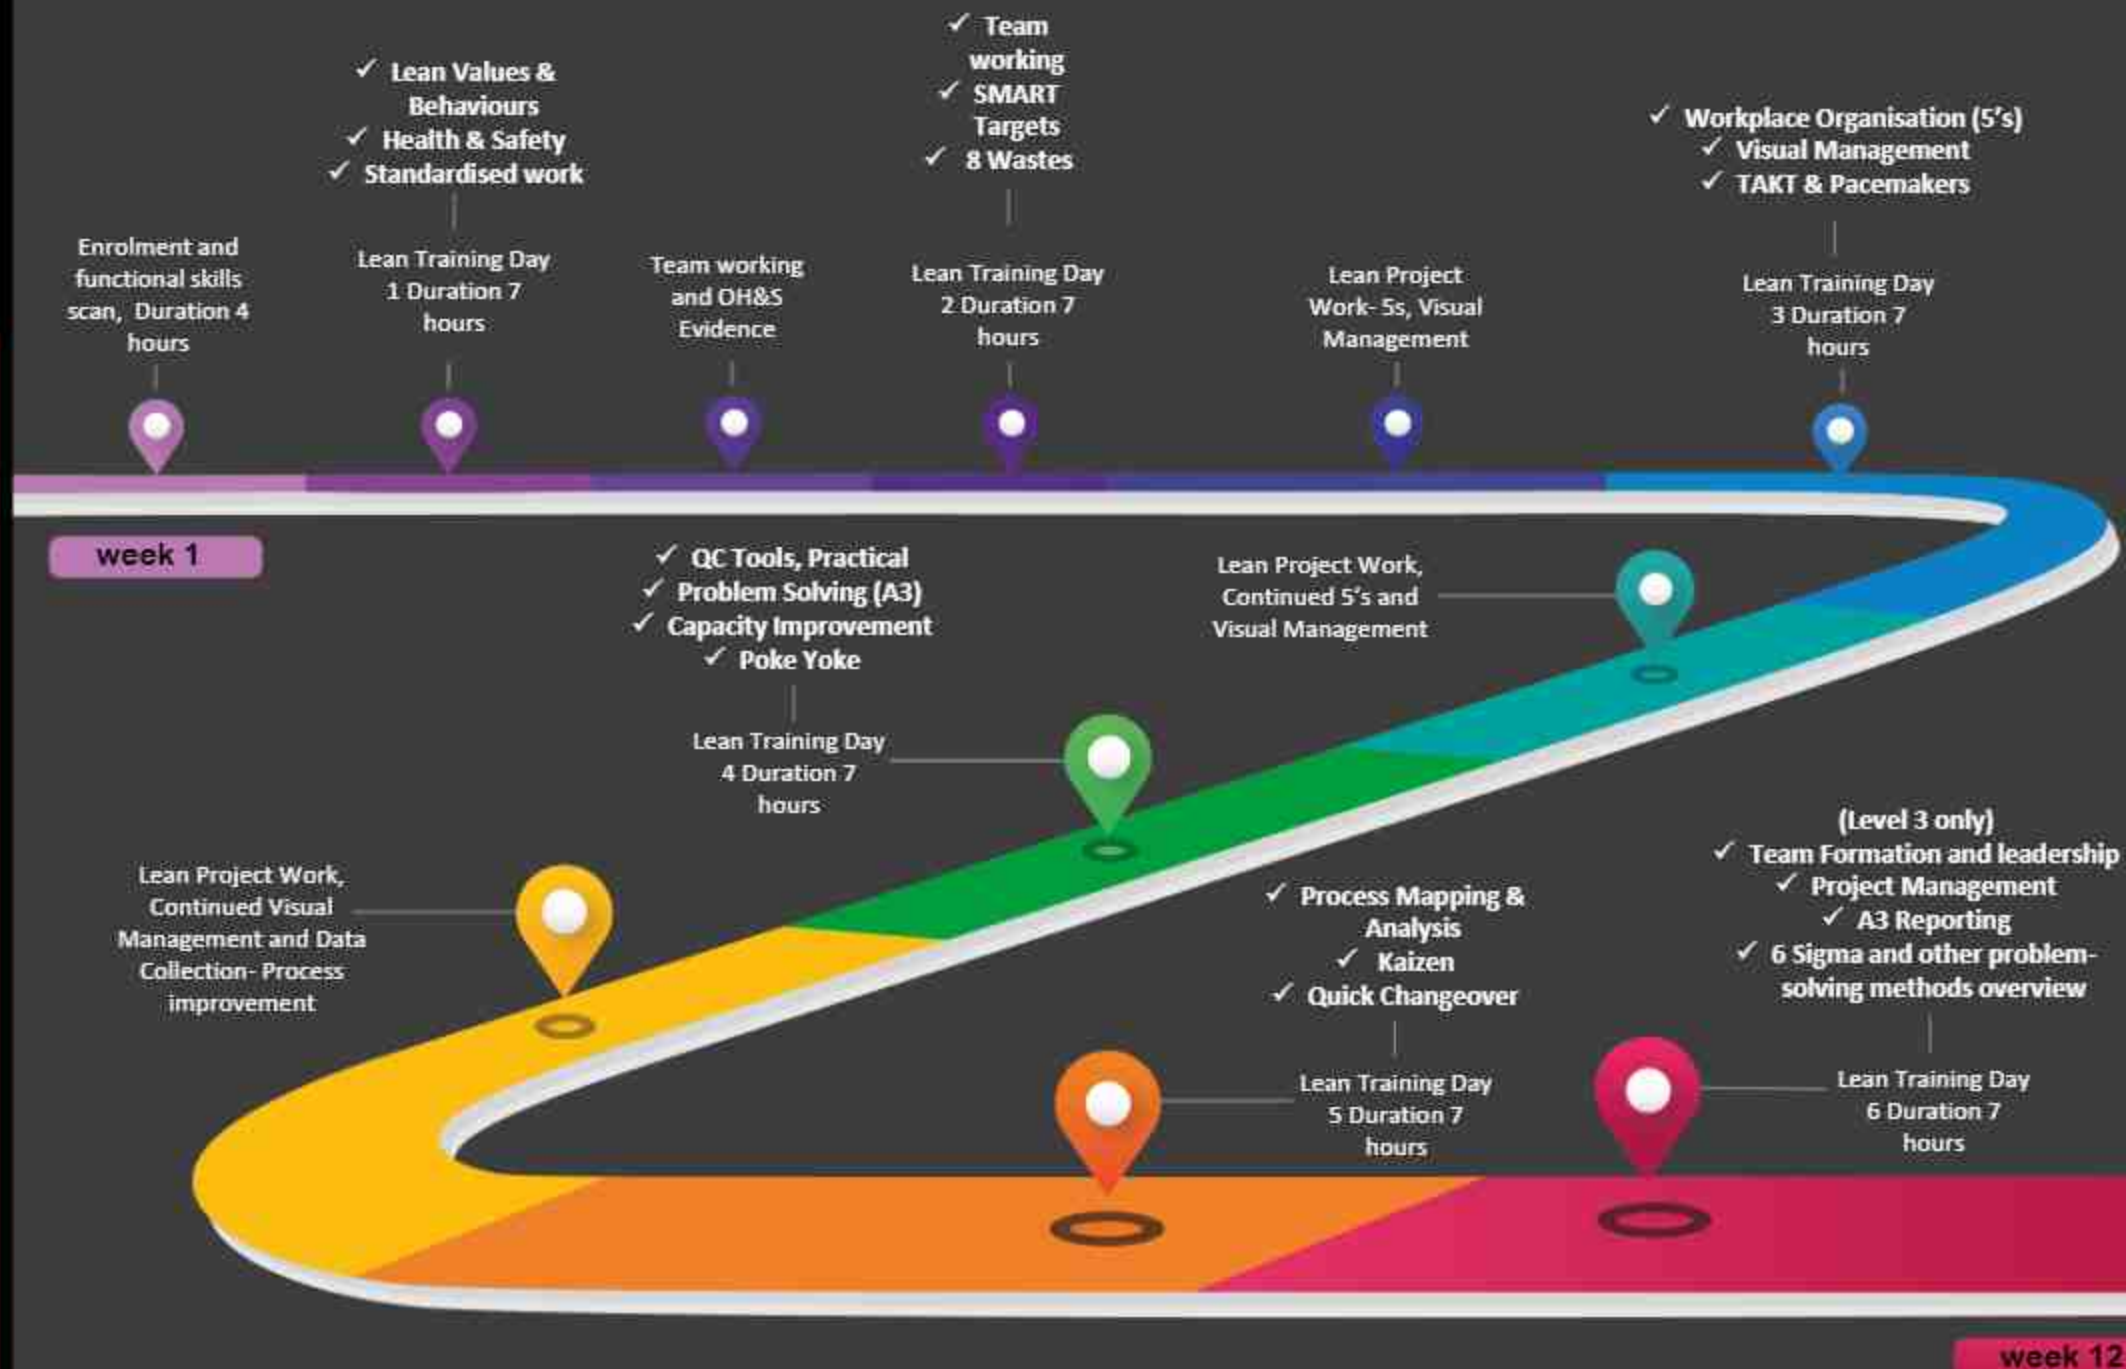 Enrolment and
functional skills
scan, Duration 4
hours
✓ Lean Values &
Behaviours
✓ Health & Safety
✓ Standardised work
Lean Training Day
1 Duration 7
hours
Team working
and OH&S
Evidence
✓ Team
working
✓ SMART
Targets
✓ 8 Wastes
Lean Training Day
2 Duration 7
hours
Lean Project
Work- 5s, Visual
Management
✓ Workplace Organisation (5's)
✓ Visual Management
✓ TAKT & Pacemakers
Lean Training Day
3 Duration 7
hours
week 1
Lean Project Work,
Continued 5's and
Visual Management
✓ QC Tools, Practical
✓ Problem Solving (A3)
✓ Capacity Improvement
✓ Poke Yoke
Lean Training Day
4 Duration 7
hours
Lean Project Work,
Continued Visual
Management and Data
Collection- Process
improvement
✓ Process Mapping &
Analysis
✓ Kaizen
✓ Quick Changeover
Lean Training Day
5 Duration 7
hours
(Level 3 only)
✓ Team Formation and leadership
✓ Project Management
✓ A3 Reporting
✓ 6 Sigma and other problem-
solving methods overview
Lean Training Day
6 Duration 7
hours
week 12